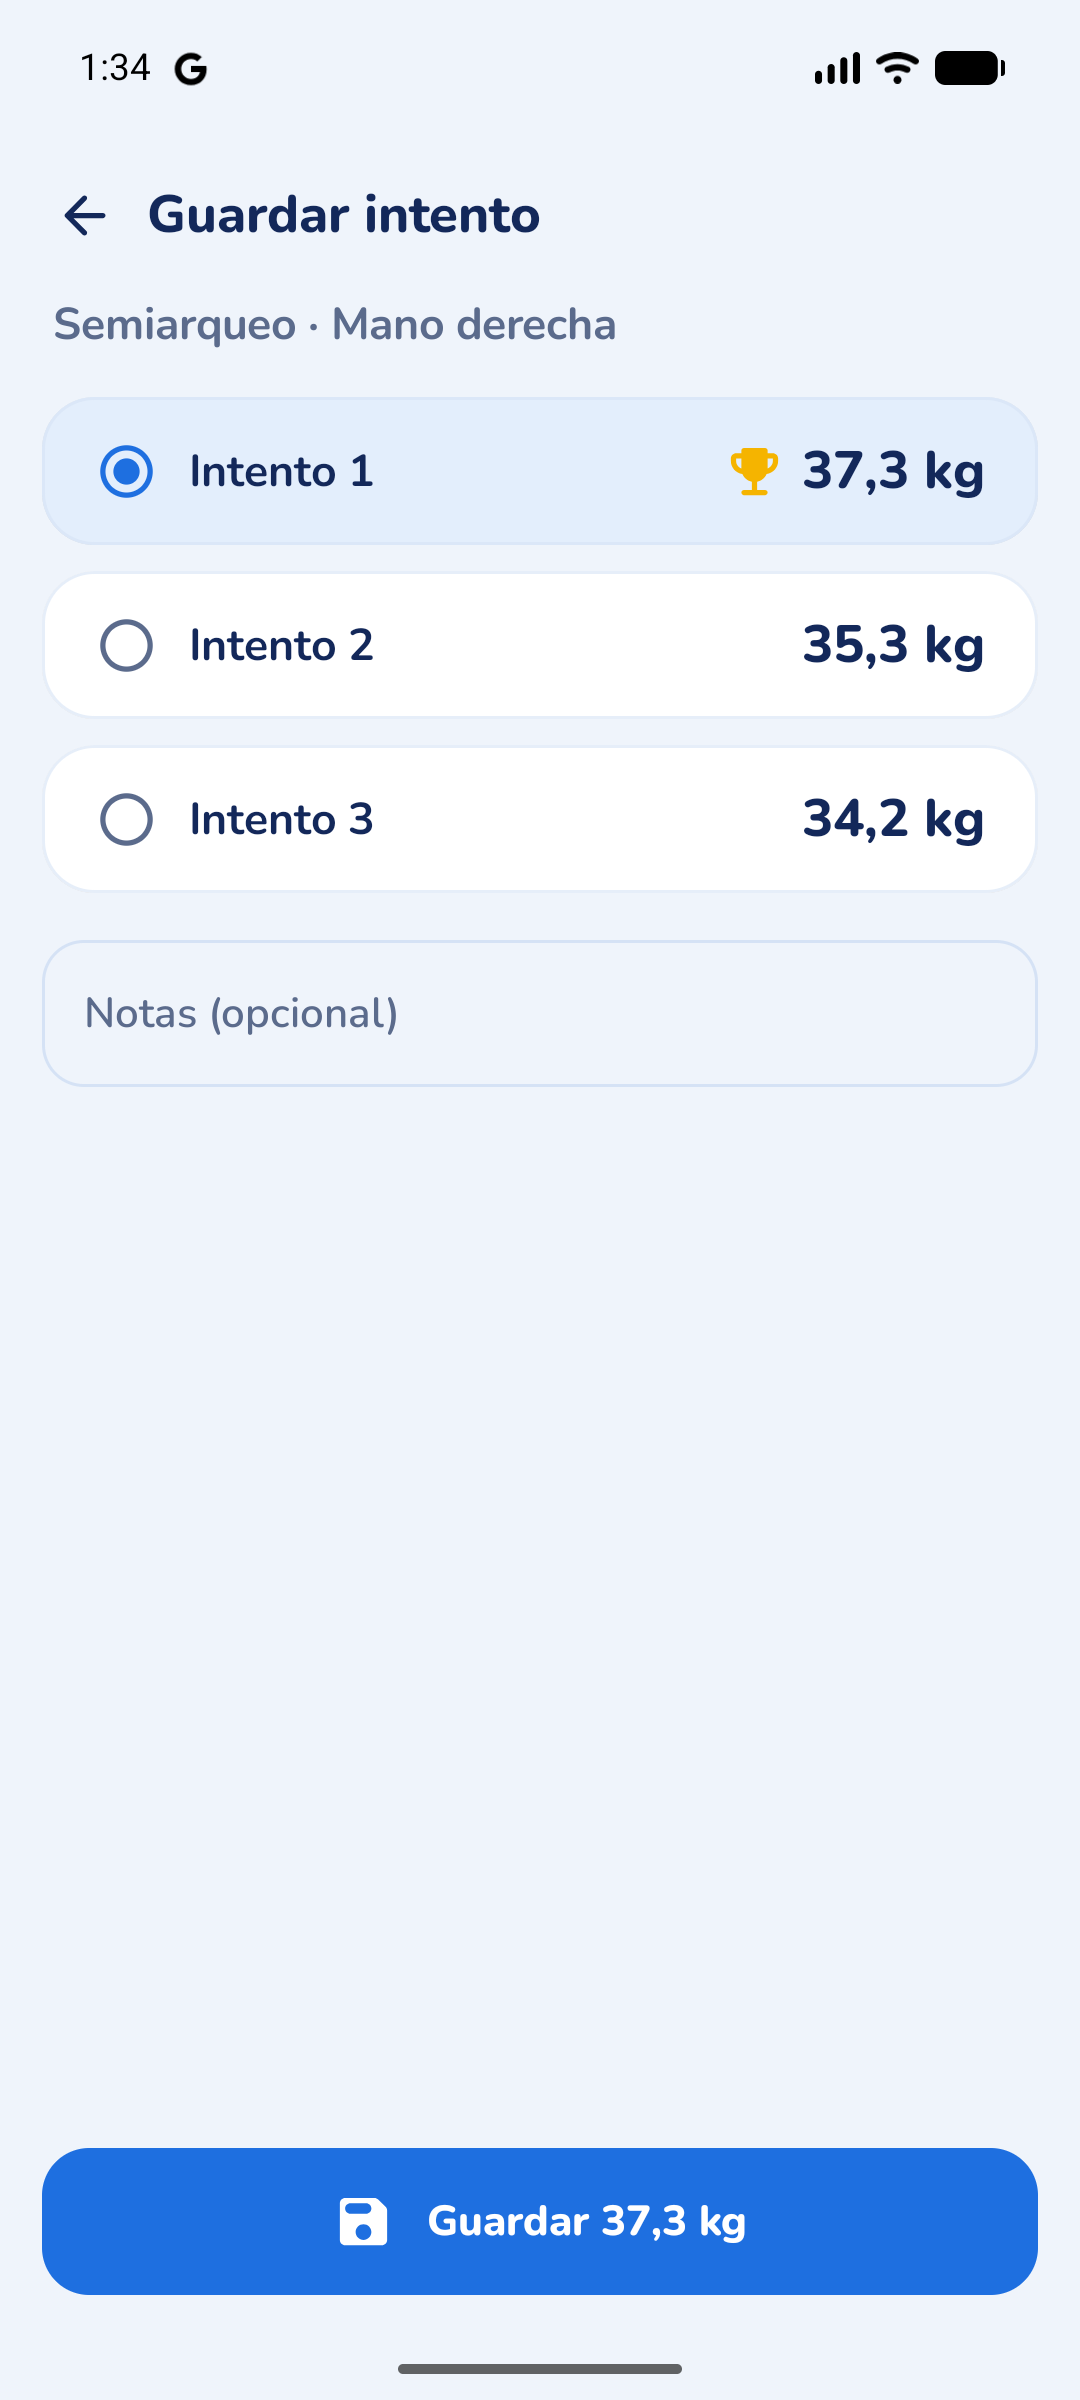 1:34
Guardar intento
Semiarqueo · Mano derecha
Intento 1 37,3 kg
Intento 2 35,3 kg
Intento 3 34,2 kg
Notas (opcional)
Guardar 37,3 kg